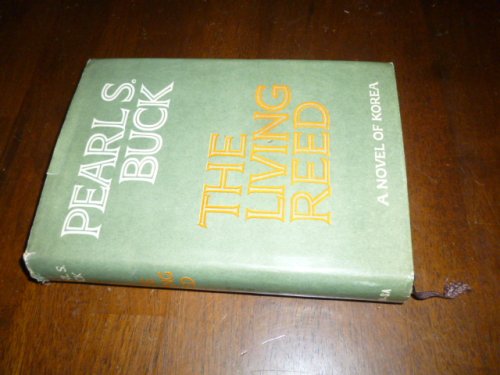 PEARL S.
BUCK
THE
LIVING
REED
A NOVEL OF KOREA
S.